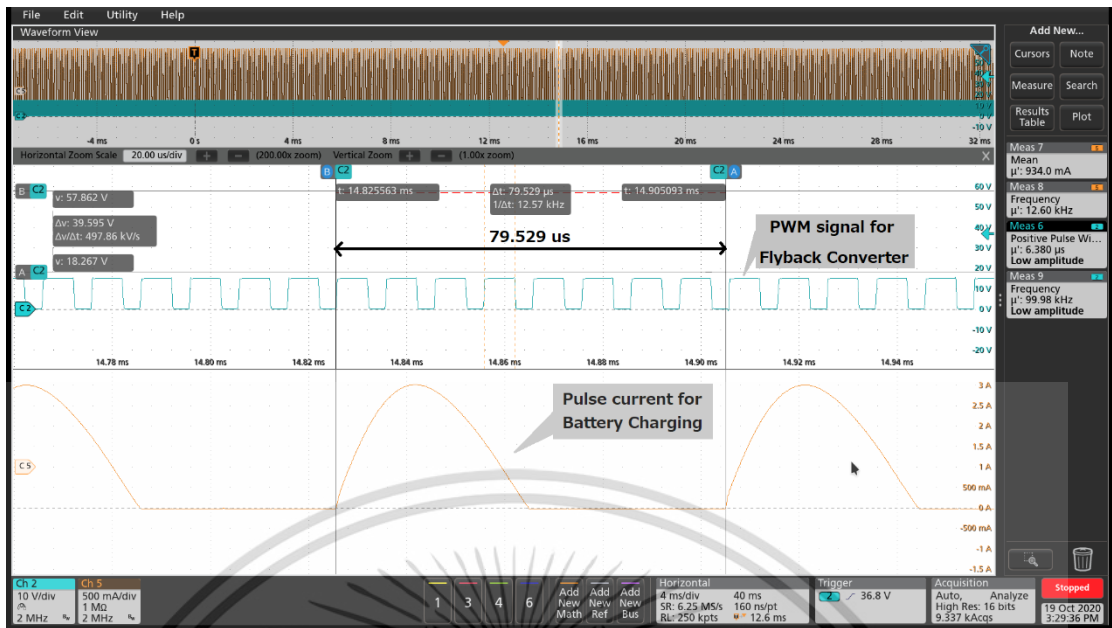 File Edit Utility Help
Waveform View
Add New...
Cursors Note
Measure Search
Results Table Plot
T
-4 ms 0 s 4 ms 8 ms 12 ms 16 ms 20 ms 24 ms 28 ms 32 ms
-10 V
Horizontal Zoom Scale 20.00 us/div + - (200.00x zoom) Vertical Zoom + - (1.00x zoom) X
Meas 7 5
Mean
µ': 934.0 mA
Meas 8 5
Frequency
µ': 12.60 kHz
Meas 6 2
Positive Pulse Wi...
µ': 6.380 µs
Low amplitude
Meas 9 2
Frequency
µ': 99.98 kHz
Low amplitude
B C2 C2 A
B C2
v: 57.862 V
t: 14.825563 ms
Δt: 79.529 µs
1/Δt: 12.57 kHz
t: 14.905093 ms
Δv: 39.595 V
Δv/Δt: 497.86 kV/s
v: 18.267 V
A C2
C2
79.529 us
PWM signal for
Flyback Converter
60 V
50 V
40 V
30 V
20 V
10 V
0 V
-10 V
-20 V
14.78 ms 14.80 ms 14.82 ms 14.84 ms 14.86 ms 14.88 ms 14.90 ms 14.92 ms 14.94 ms
Pulse current for
Battery Charging
C5
3 A
2.5 A
2 A
1.5 A
1 A
500 mA
0 A
-500 mA
-1 A
-1.5 A
Ch 2
10 V/div
2 MHz
Ch 5
500 mA/div
1 MΩ
2 MHz
1 3 4 6
Add New Math
Add New Ref
Add New Bus
Horizontal
4 ms/div 40 ms
SR: 6.25 MS/s 160 ns/pt
RL: 250 kpts 12.6 ms
Trigger
2 36.8 V
Acquisition
Auto, Analyze
High Res: 16 bits
9.337 kAcqs
Stopped
19 Oct 2020
3:29:36 PM